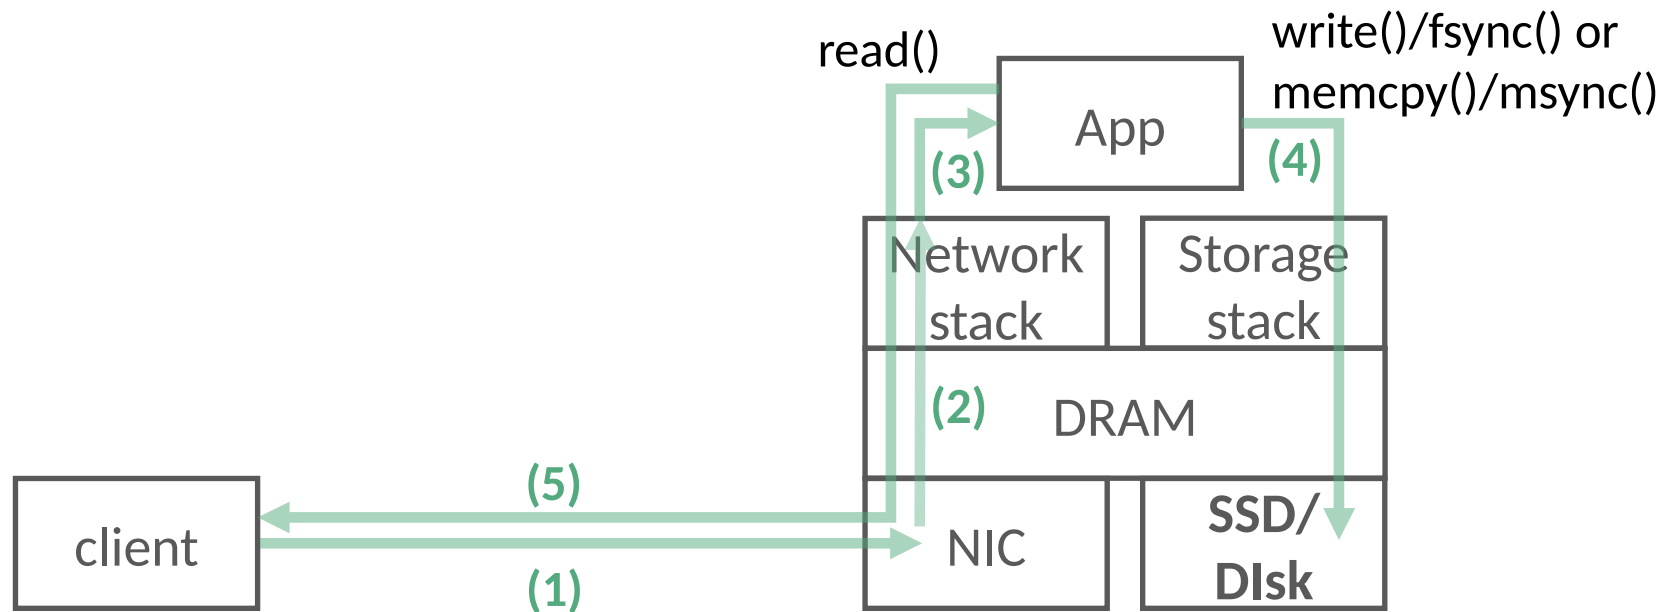 read()
write()/fsync() or
memcpy()/msync()
App
(3)
(4)
Network
stack
Storage
stack
(2)
DRAM
(5)
client
(1)
NIC
SSD/
DIsk